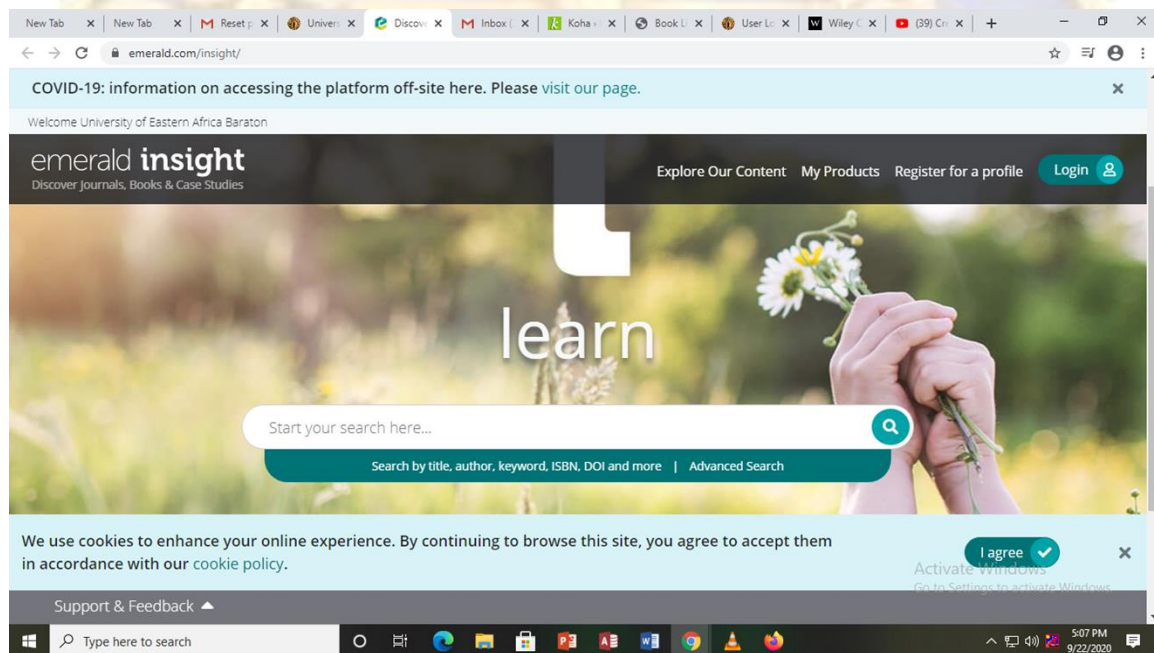 New Tab New Tab Reset p Univers Discov Inbox ( Koha Book Li User Lo Wiley C (39) Cr
emerald.com/insight/
COVID-19: information on accessing the platform off-site here. Please visit our page.
Welcome University of Eastern Africa Baraton
emerald insight
Discover Journals, Books & Case Studies
Explore Our Content My Products Register for a profile Login
learn
Start your search here...
Search by title, author, keyword, ISBN, DOI and more | Advanced Search
We use cookies to enhance your online experience. By continuing to browse this site, you agree to accept them
in accordance with our cookie policy.
I agree
Activate Windows
Go to Settings to activate Windows.
Support & Feedback
Type here to search
5:07 PM
9/22/2020